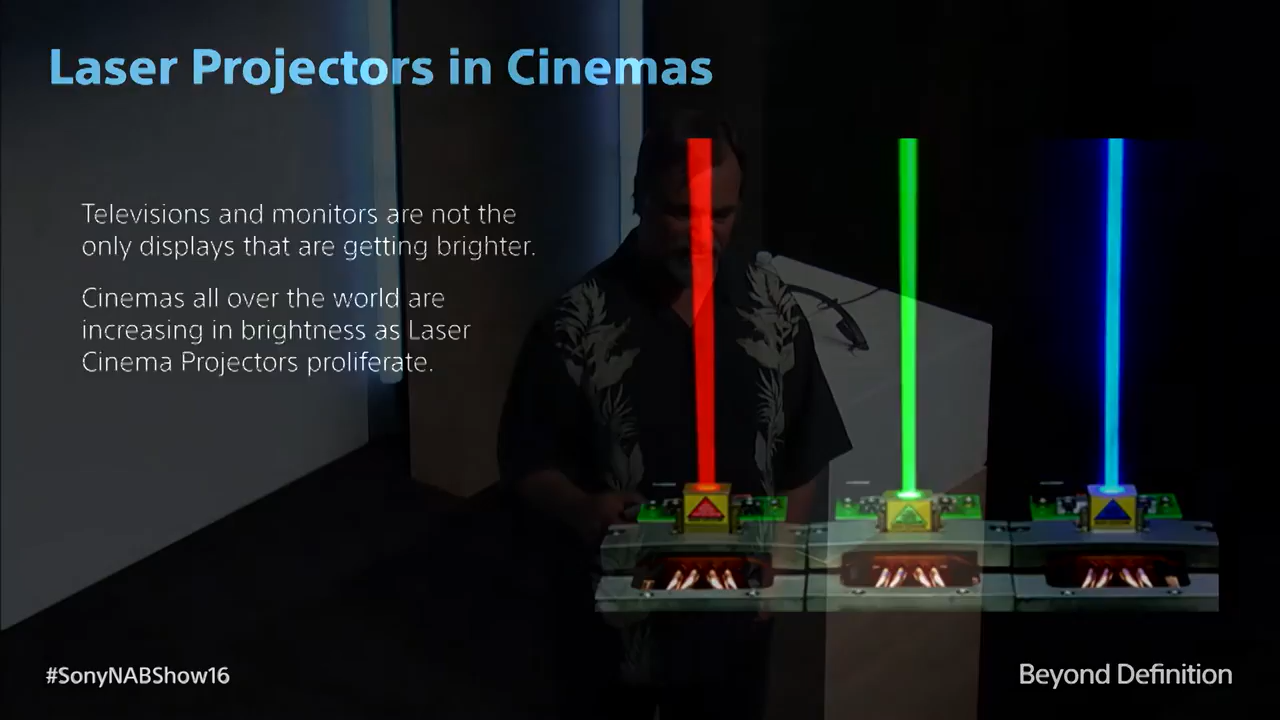 Laser Projectors in Cinemas
Televisions and monitors are not the
only displays that are getting brighter.
Cinemas all over the world are
increasing in brightness as Laser
Cinema Projectors proliferate.
#SonyNABShow16
Beyond Definition